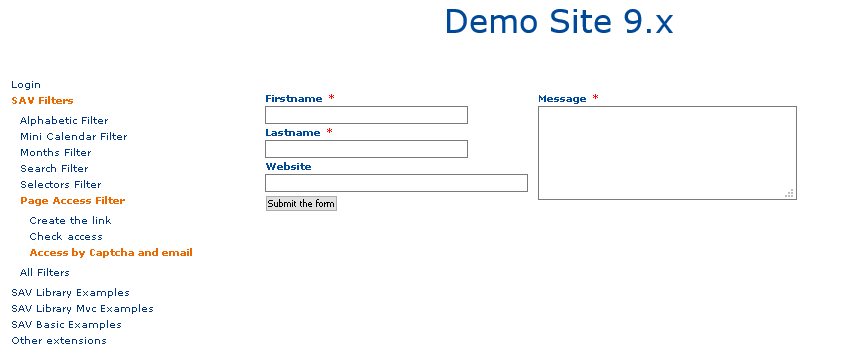 Demo Site 9.x
Login
SAV Filters
Alphabetic Filter
Mini Calendar Filter
Months Filter
Search Filter
Selectors Filter
Page Access Filter
Create the link
Check access
Access by Captcha and email
All Filters
SAV Library Examples
SAV Library Mvc Examples
SAV Basic Examples
Other extensions
Firstname *
Lastname *
Website
Submit the form
Message *